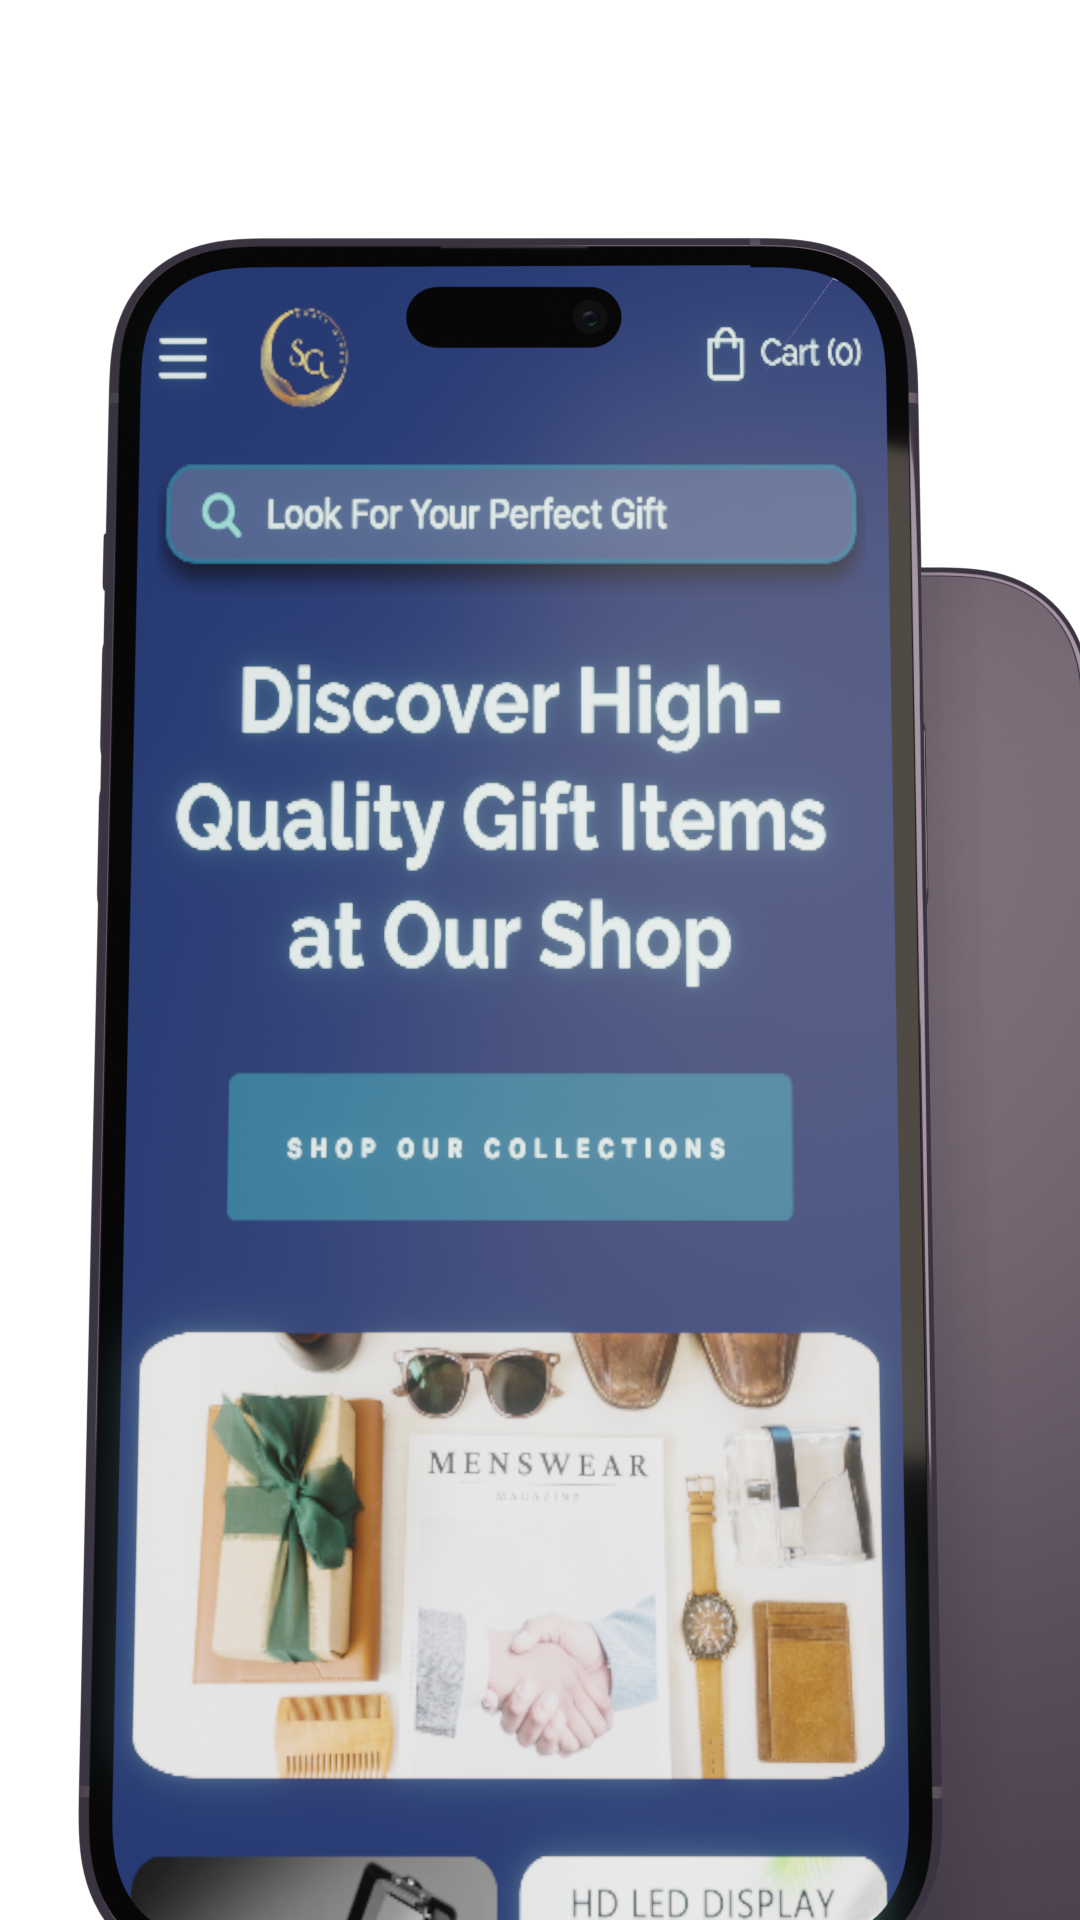 SG
Cart (0)
Look For Your Perfect Gift
Discover High-
Quality Gift Items
at Our Shop
SHOP OUR COLLECTIONS
MENSWEAR
MAGAZINE
HD LED DISPLAY